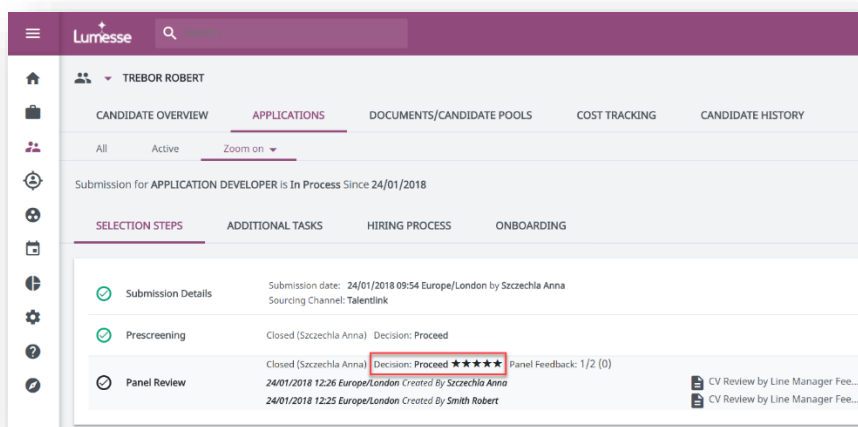 Lumesse
TREBOR ROBERT
CANDIDATE OVERVIEW APPLICATIONS DOCUMENTS/CANDIDATE POOLS COST TRACKING CANDIDATE HISTORY
All Active Zoom on
Submission for APPLICATION DEVELOPER is In Process Since 24/01/2018
SELECTION STEPS ADDITIONAL TASKS HIRING PROCESS ONBOARDING
Submission Details
Submission date: 24/01/2018 09:54 Europe/London by Szczechla Anna
Sourcing Channel: Talentlink
Prescreening Closed (Szczechla Anna) Decision: Proceed
Closed (Szczechla Anna) Decision: Proceed ★★★★★ Panel Feedback: 1/2 (0)
Panel Review 24/01/2018 12:26 Europe/London Created By Szczechla Anna CV Review by Line Manager Fee...
24/01/2018 12:25 Europe/London Created By Smith Robert CV Review by Line Manager Fee...